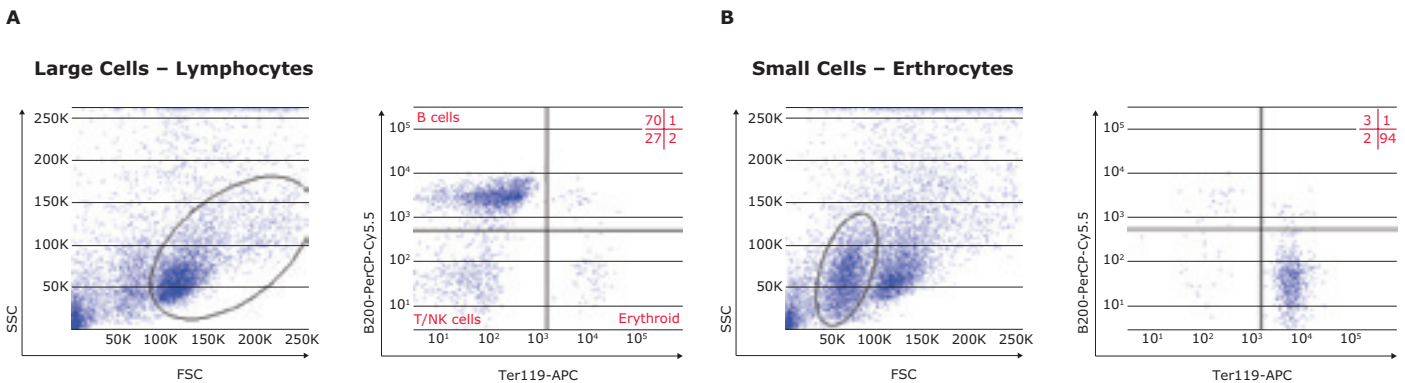 A
B
Large Cells – Lymphocytes
Small Cells – Erthrocytes
250K
200K
150K
100K
50K
SSC
50K 100K 150K 200K 250K
FSC
B cells
70 1
27 2
10⁵
10⁴
10³
10²
10¹
B200-PerCP-Cy5.5
T/NK cells
Erythroid
10¹ 10² 10³ 10⁴ 10⁵
Ter119-APC
250K
200K
150K
100K
50K
SSC
50K 100K 150K 200K 250K
FSC
3 1
2 94
10⁵
10⁴
10³
10²
10¹
B200-PerCP-Cy5.5
10¹ 10² 10³ 10⁴ 10⁵
Ter119-APC